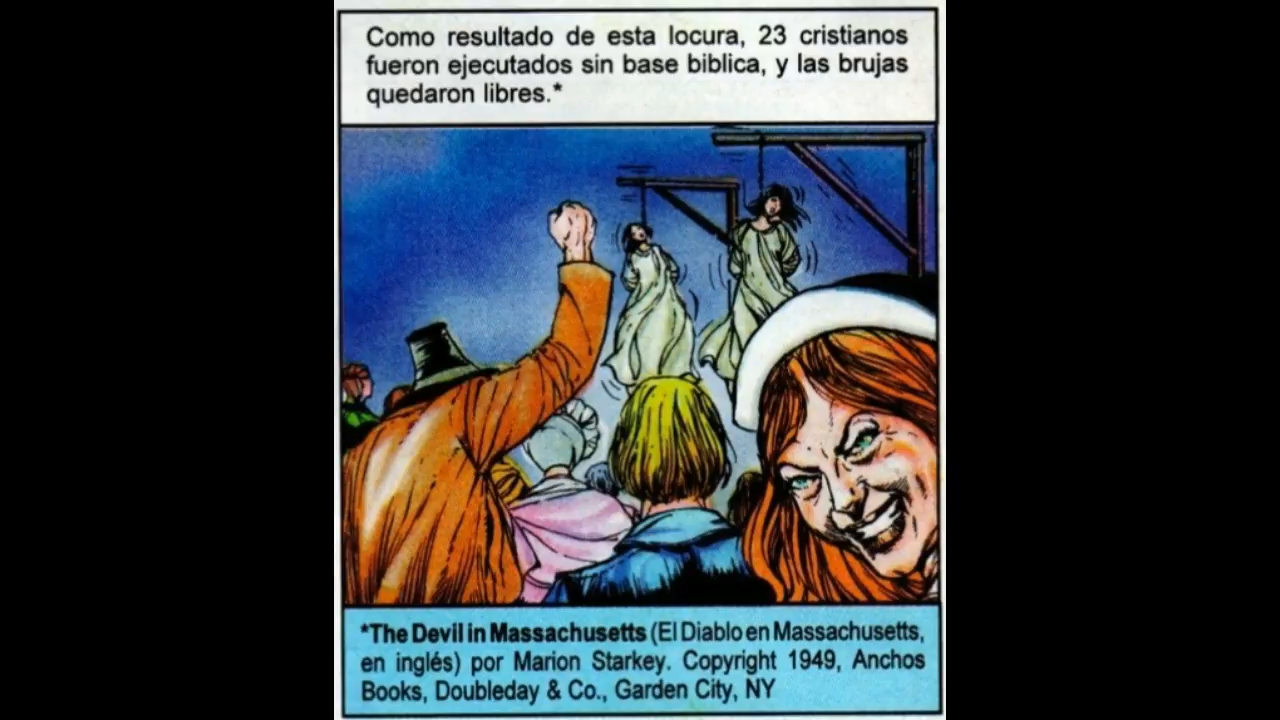 Como resultado de esta locura, 23 cristianos
fueron ejecutados sin base biblica, y las brujas
quedaron libres.*
*The Devil in Massachusetts (El Diablo en Massachusetts,
en inglés) por Marion Starkey. Copyright 1949, Anchos
Books, Doubleday & Co., Garden City, NY